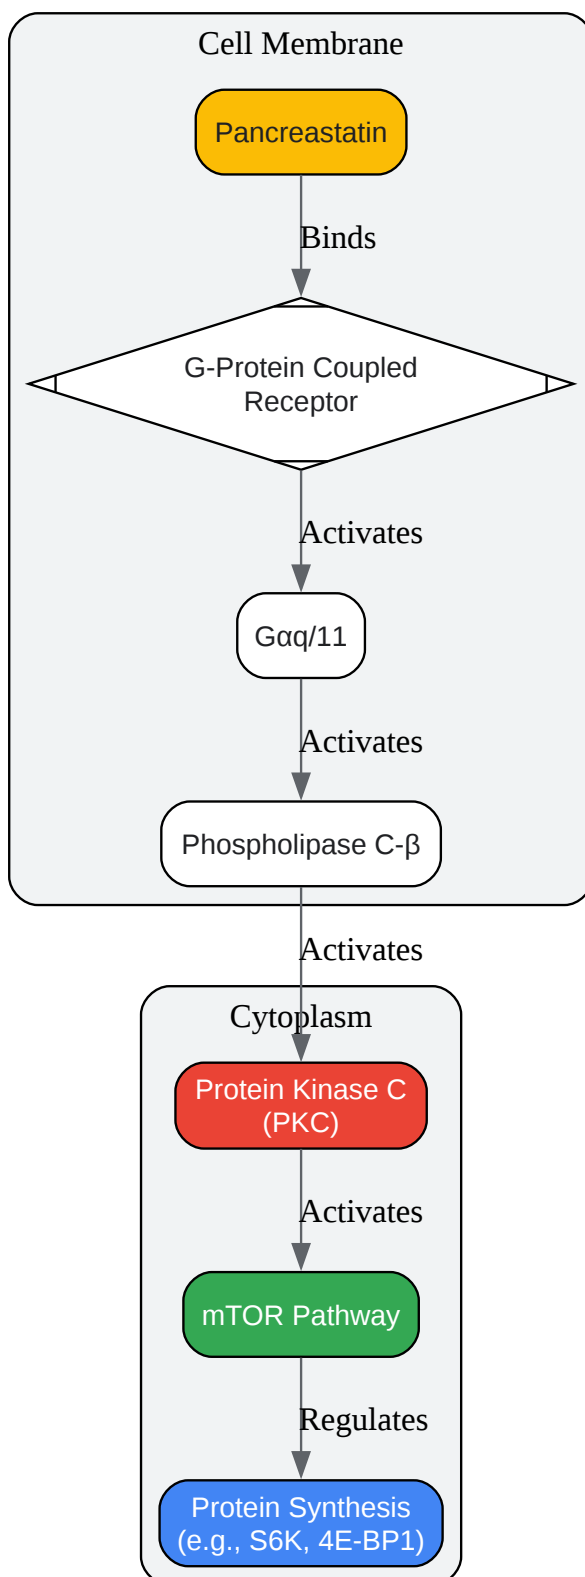 Cell Membrane
Pancreastatin
Binds
G-Protein Coupled
Receptor
Activates
Gαq/11
Activates
Phospholipase C-β
Activates
Cytoplasm
Protein Kinase C
(PKC)
Activates
mTOR Pathway
Regulates
Protein Synthesis
(e.g., S6K, 4E-BP1)